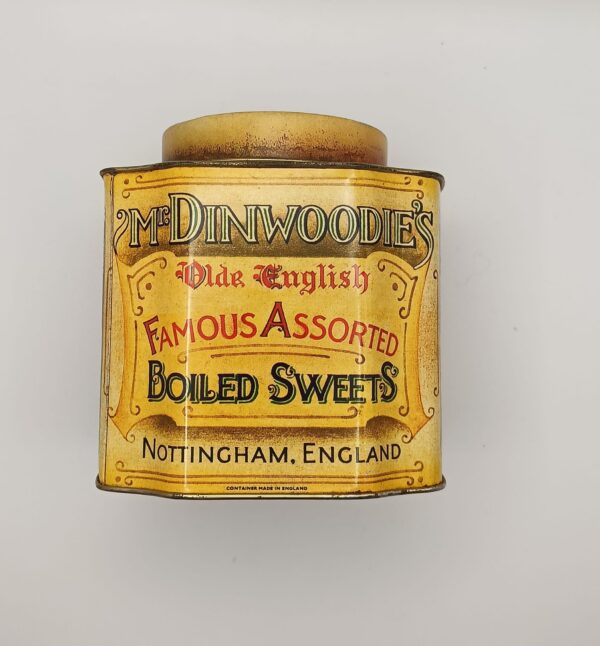 Mr. DINWOODIE'S
Olde English
FAMOUS ASSORTED
BOILED SWEETS
NOTTINGHAM, ENGLAND
CONTAINER MADE IN ENGLAND